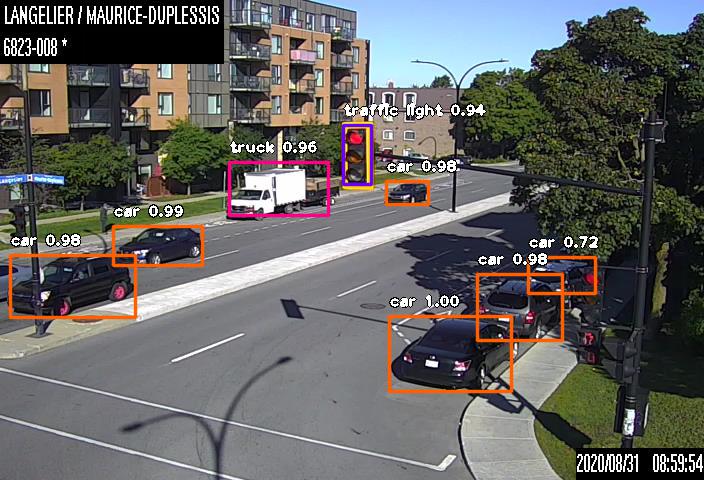 LANGELIER / MAURICE-DUPLESSIS
6823-008 *
traffic light 0.94
truck 0.96
car 0.98
car 0.99
car 0.98
car 0.72
car 0.98
car 1.00
Langelier
2020/08/31 08:59:54